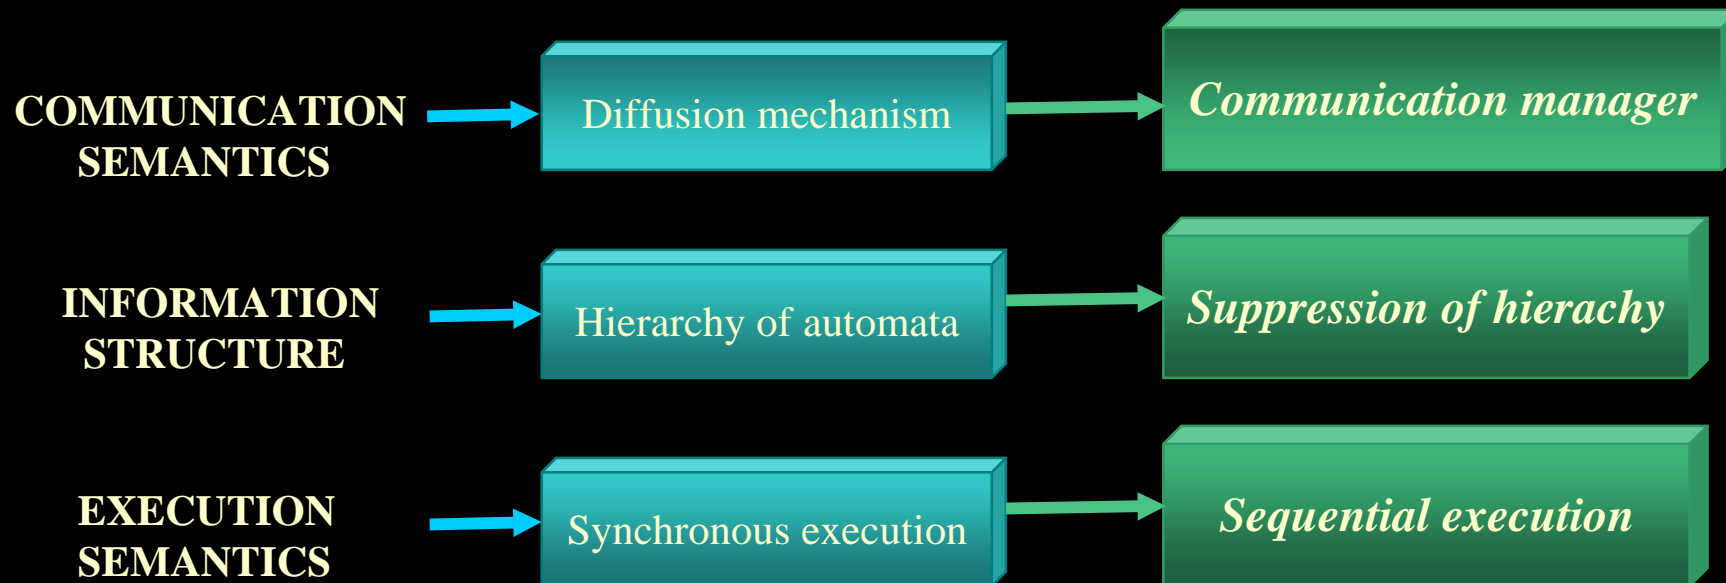 COMMUNICATION
SEMANTICS
Diffusion mechanism
Communication manager
INFORMATION
STRUCTURE
Hierarchy of automata
Suppression of hierachy
EXECUTION
SEMANTICS
Synchronous execution
Sequential execution